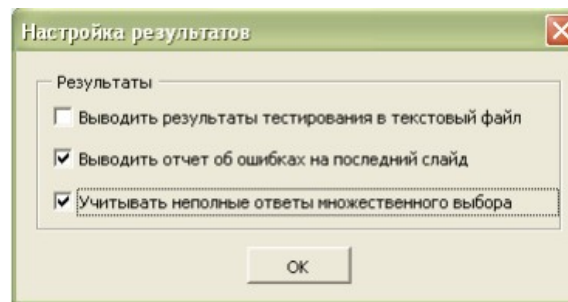 Настройка результатов
Результаты
Выводить результаты тестирования в текстовый файл
Выводить отчет об ошибках на последний слайд
Учитывать неполные ответы множественного выбора
ОК